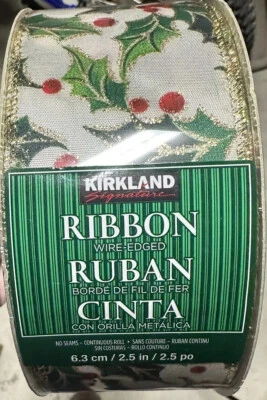 KIRKLAND
Signature
RIBBON
WIRE-EDGED
RUBAN
BORDÉ DE FIL DE FER
CINTA
CON ORILLA METÁLICA
NO SEAMS – CONTINUOUS ROLL • SANS COUTURE – RUBAN CONTINU
SIN COSTURAS – ROLLO CONTINUO
6.3 cm / 2.5 in / 2.5 po